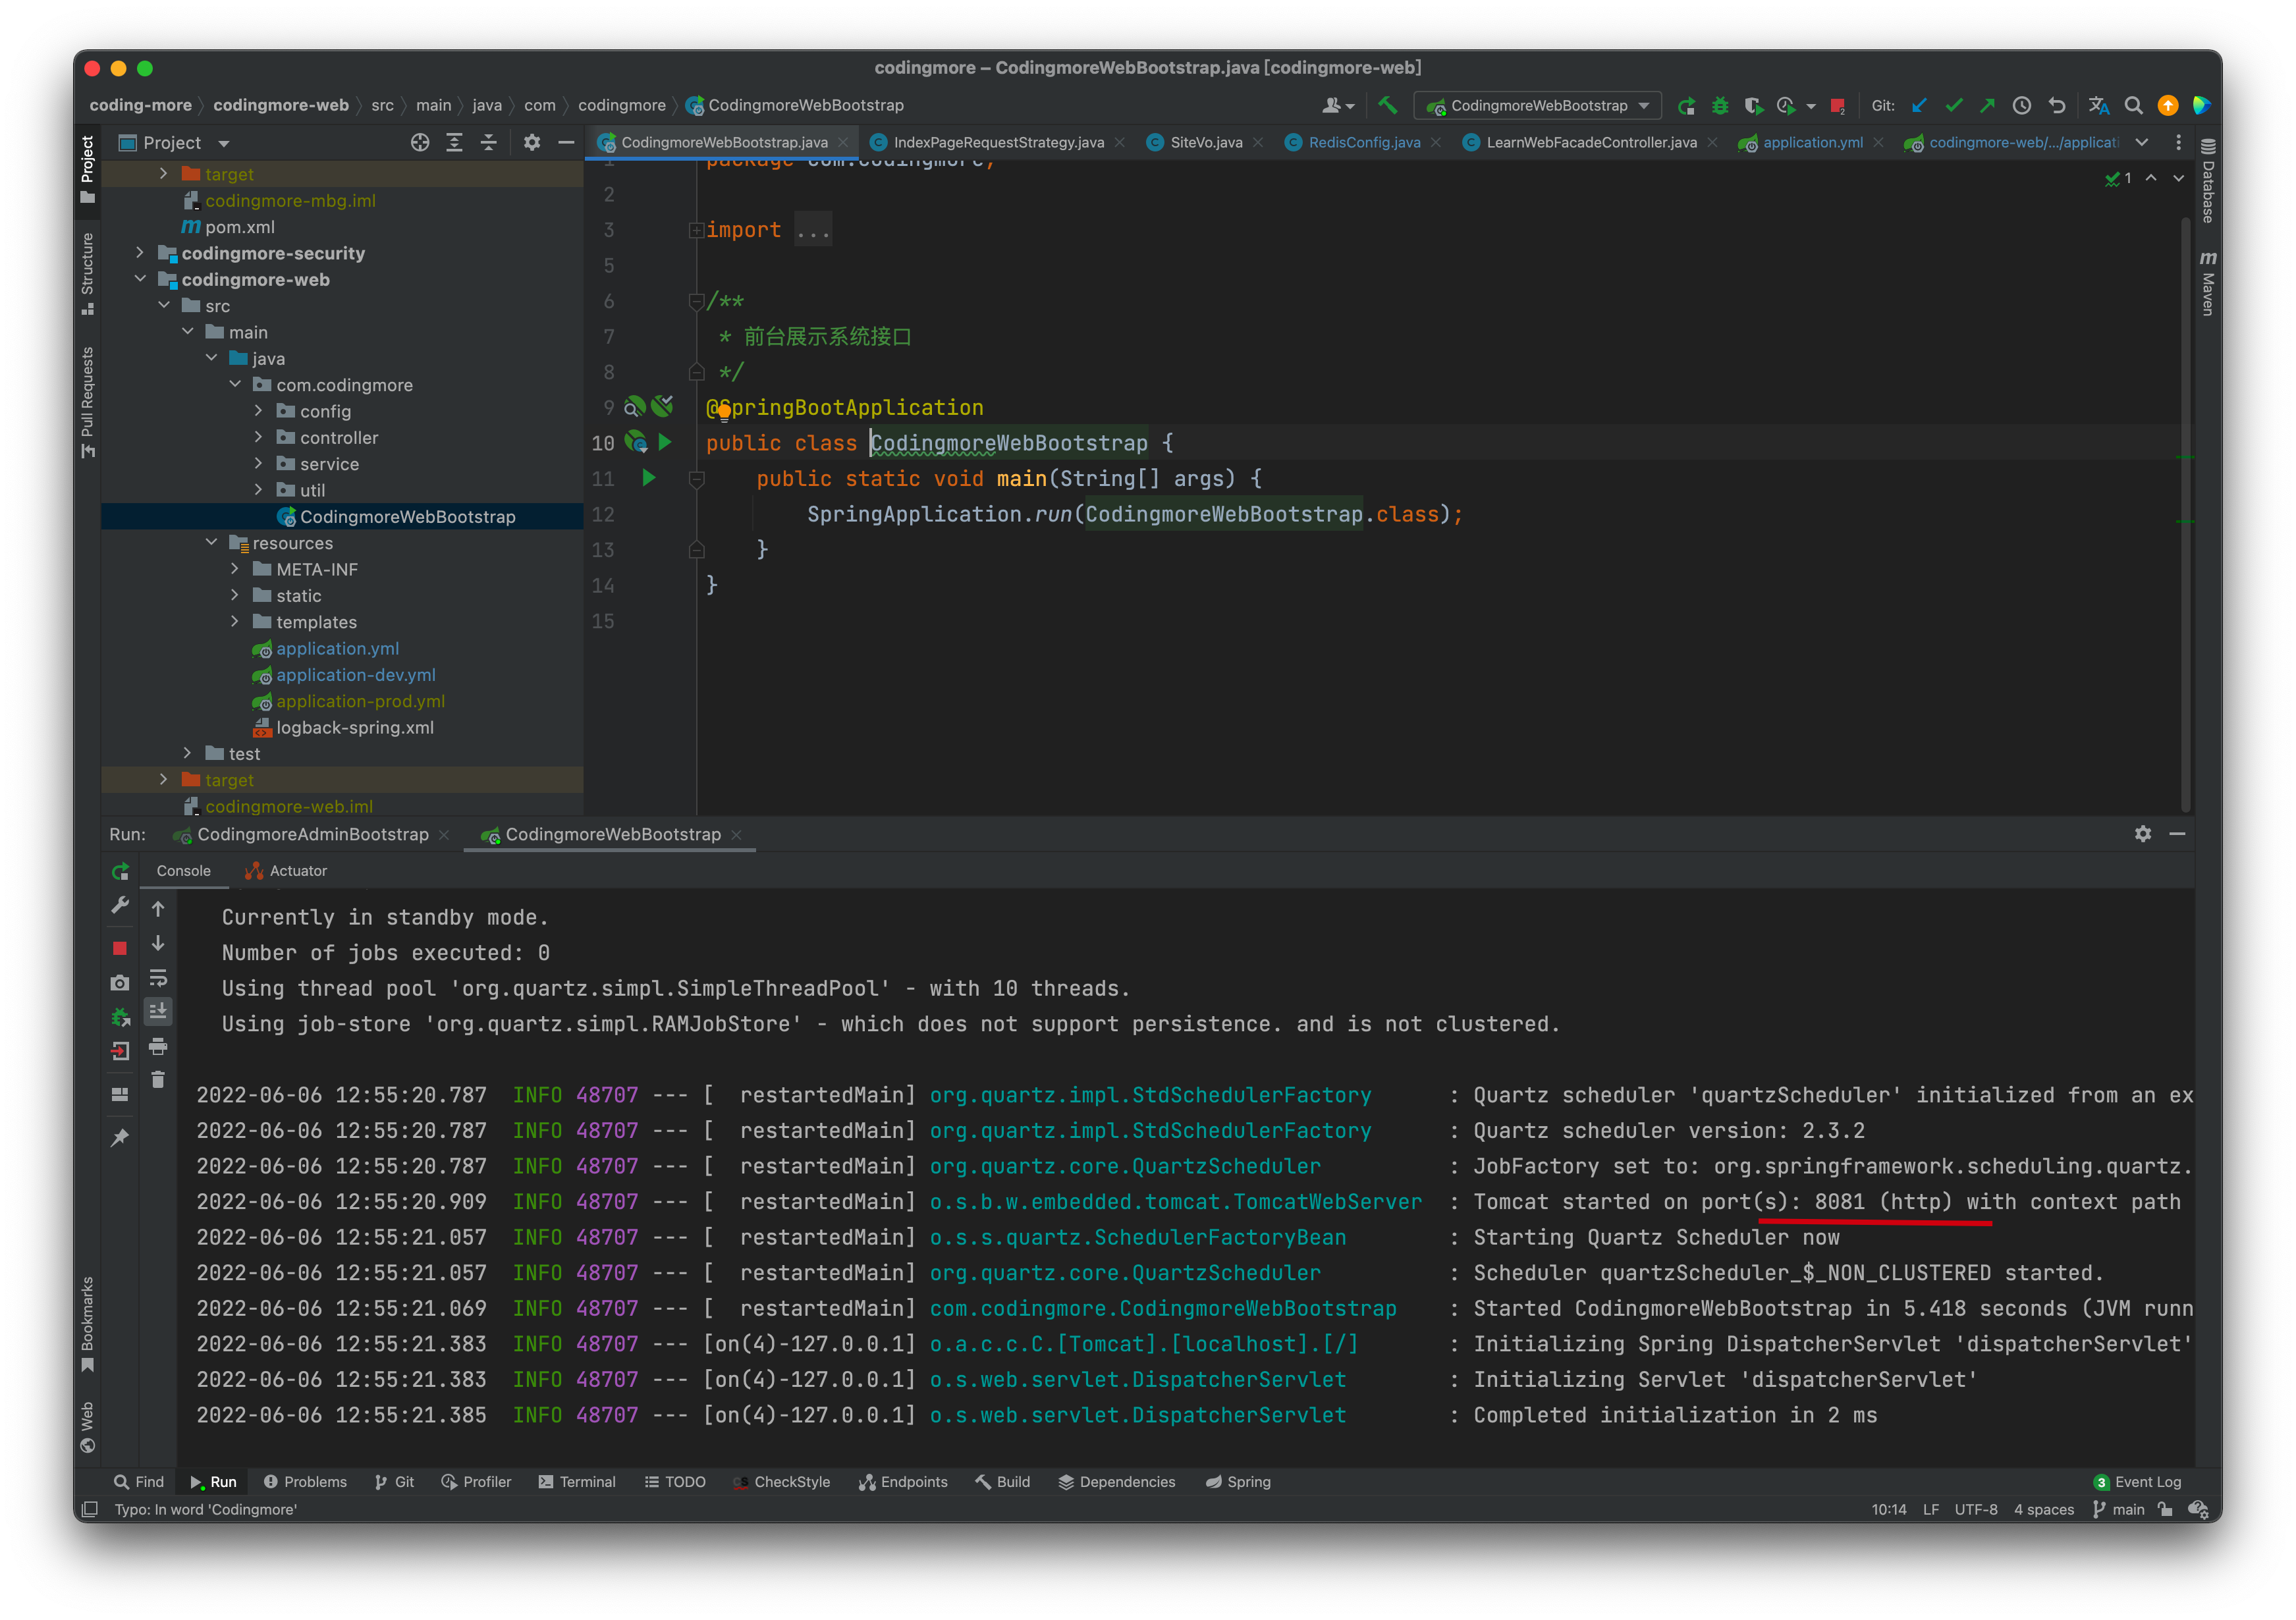 codingmore – CodingmoreWebBootstrap.java [codingmore-web]
coding-more codingmore-web src main java com codingmore CodingmoreWebBootstrap
CodingmoreWebBootstrap
Git:
Project
CodingmoreWebBootstrap.java IndexPageRequestStrategy.java SiteVo.java RedisConfig.java LearnWebFacadeController.java application.yml codingmore-web/.../applicati
Project
Structure
Pull Requests
Bookmarks
Web
Database
Maven
target
codingmore-mbg.iml
pom.xml
codingmore-security
codingmore-web
src
main
java
com.codingmore
config
controller
service
util
CodingmoreWebBootstrap
resources
META-INF
static
templates
application.yml
application-dev.yml
application-prod.yml
logback-spring.xml
test
target
codingmore-web.iml
1 package com.codingmore;
2
3 import ...
5
6 /**
7 * 前台展示系统接口
8 */
9 @SpringBootApplication
10 public class CodingmoreWebBootstrap {
11 public static void main(String[] args) {
12 SpringApplication.run(CodingmoreWebBootstrap.class);
13 }
14 }
15
1
Run: CodingmoreAdminBootstrap CodingmoreWebBootstrap
Console Actuator
Currently in standby mode.
Number of jobs executed: 0
Using thread pool 'org.quartz.simpl.SimpleThreadPool' - with 10 threads.
Using job-store 'org.quartz.simpl.RAMJobStore' - which does not support persistence. and is not clustered.
2022-06-06 12:55:20.787 INFO 48707 --- [ restartedMain] org.quartz.impl.StdSchedulerFactory : Quartz scheduler 'quartzScheduler' initialized from an ex
2022-06-06 12:55:20.787 INFO 48707 --- [ restartedMain] org.quartz.impl.StdSchedulerFactory : Quartz scheduler version: 2.3.2
2022-06-06 12:55:20.787 INFO 48707 --- [ restartedMain] org.quartz.core.QuartzScheduler : JobFactory set to: org.springframework.scheduling.quartz.
2022-06-06 12:55:20.909 INFO 48707 --- [ restartedMain] o.s.b.w.embedded.tomcat.TomcatWebServer : Tomcat started on port(s): 8081 (http) with context path
2022-06-06 12:55:21.057 INFO 48707 --- [ restartedMain] o.s.s.quartz.SchedulerFactoryBean : Starting Quartz Scheduler now
2022-06-06 12:55:21.057 INFO 48707 --- [ restartedMain] org.quartz.core.QuartzScheduler : Scheduler quartzScheduler_$_NON_CLUSTERED started.
2022-06-06 12:55:21.069 INFO 48707 --- [ restartedMain] com.codingmore.CodingmoreWebBootstrap : Started CodingmoreWebBootstrap in 5.418 seconds (JVM runn
2022-06-06 12:55:21.383 INFO 48707 --- [on(4)-127.0.0.1] o.a.c.c.C.[Tomcat].[localhost].[/] : Initializing Spring DispatcherServlet 'dispatcherServlet'
2022-06-06 12:55:21.383 INFO 48707 --- [on(4)-127.0.0.1] o.s.web.servlet.DispatcherServlet : Initializing Servlet 'dispatcherServlet'
2022-06-06 12:55:21.385 INFO 48707 --- [on(4)-127.0.0.1] o.s.web.servlet.DispatcherServlet : Completed initialization in 2 ms
Find Run Problems Git Profiler Terminal TODO CheckStyle Endpoints Build Dependencies Spring 3 Event Log
Typo: In word 'Codingmore' 10:14 LF UTF-8 4 spaces main